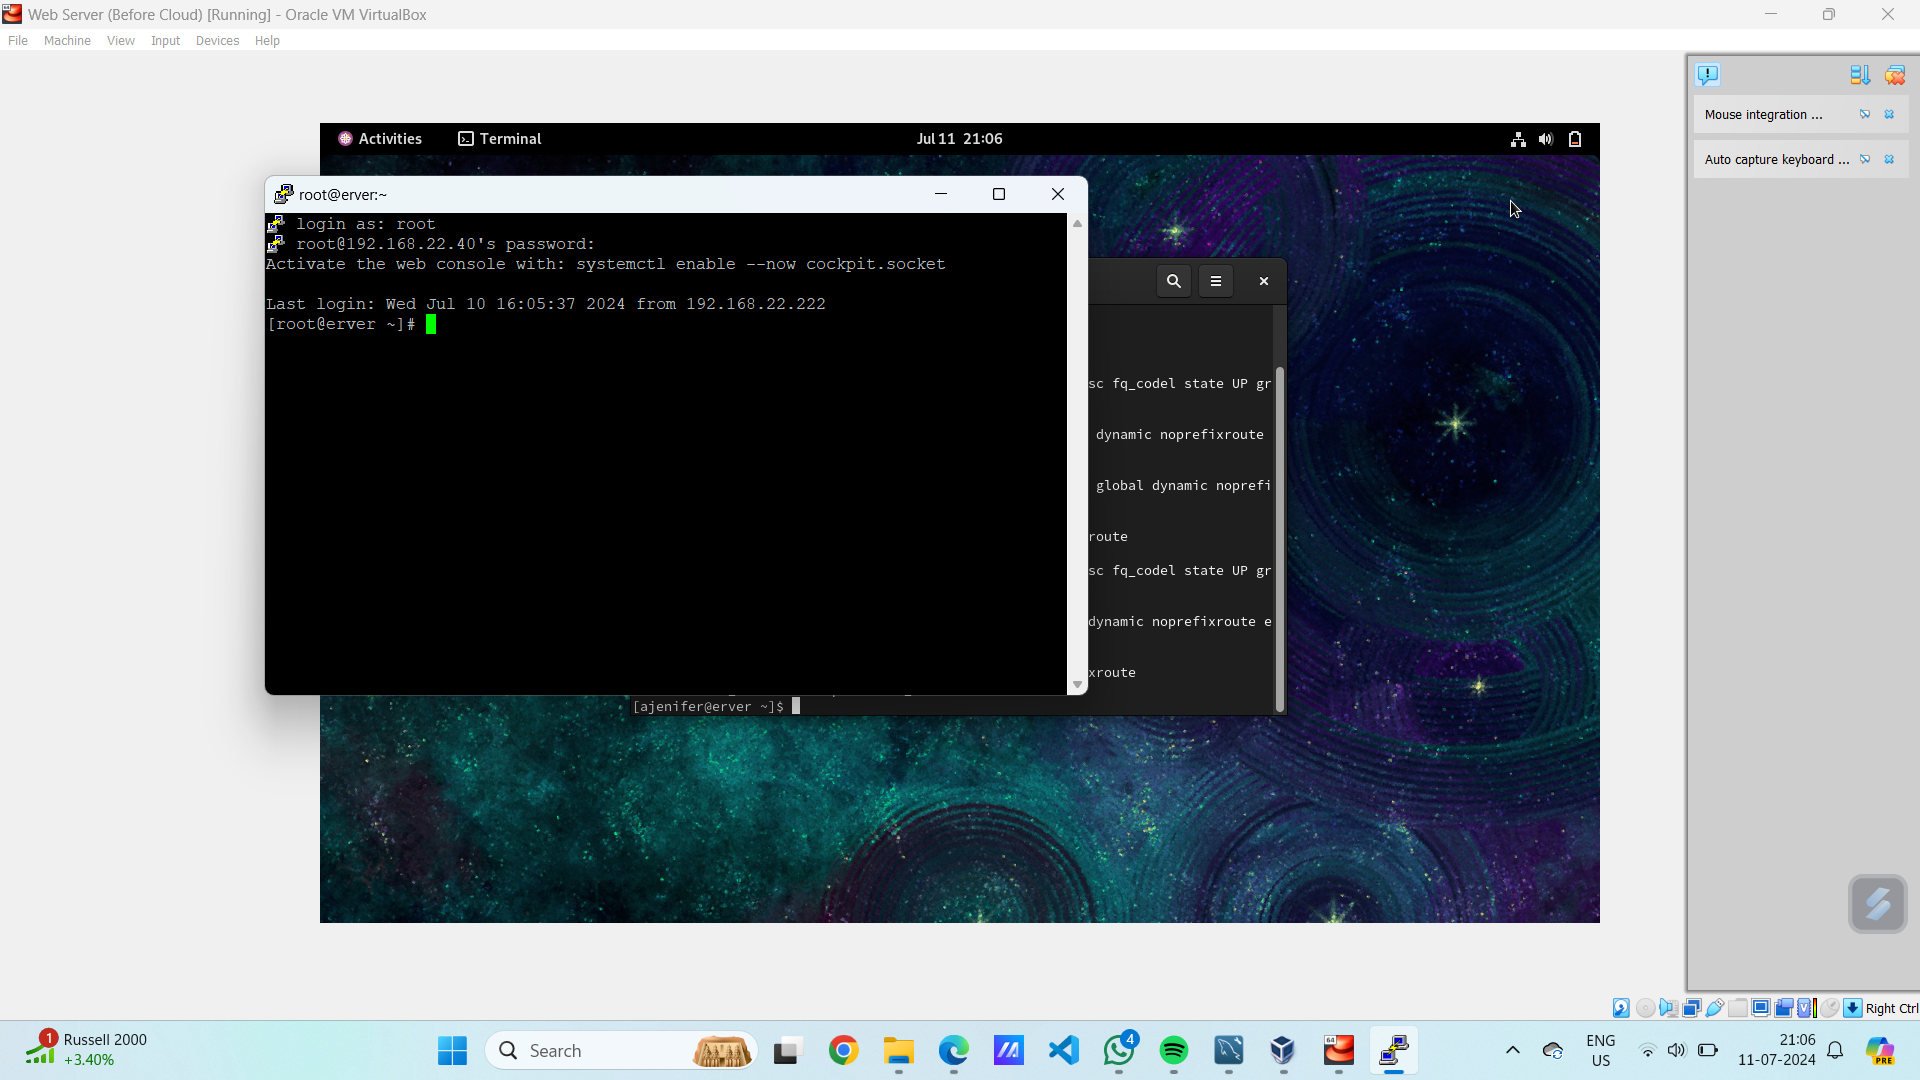 Web Server (Before Cloud) [Running] - Oracle VM VirtualBox
File Machine View Input Devices Help
Mouse integration ...
Auto capture keyboard ...
Activities Terminal Jul 11 21:06
root@erver:~
login as: root
root@192.168.22.40's password:
Activate the web console with: systemctl enable --now cockpit.socket
Last login: Wed Jul 10 16:05:37 2024 from 192.168.22.222
[root@erver ~]#
sc fq_codel state UP gr
dynamic noprefixroute
global dynamic noprefi
route
sc fq_codel state UP gr
dynamic noprefixroute e
xroute
[ajenifer@erver ~]$
Right Ctrl
1
Russell 2000
+3.40%
Search
4
64
ENG
US
21:06
11-07-2024
PRE